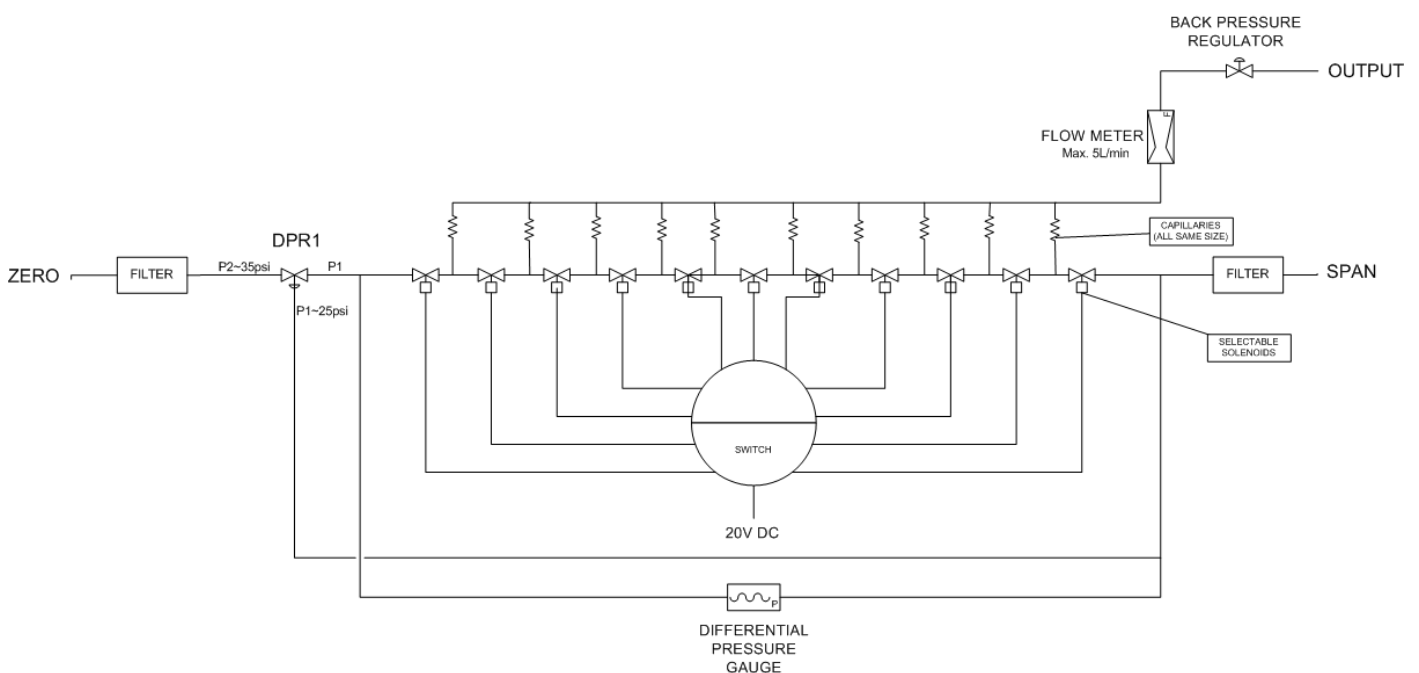 BACK PRESSURE
REGULATOR
OUTPUT
F
FLOW METER
Max. 5L/min
CAPILLARIES
(ALL SAME SIZE)
DPR1
ZERO
FILTER
P2~35psi
P1
FILTER
SPAN
P1~25psi
SELECTABLE
SOLENOIDS
SWITCH
20V DC
P
DIFFERENTIAL
PRESSURE
GAUGE